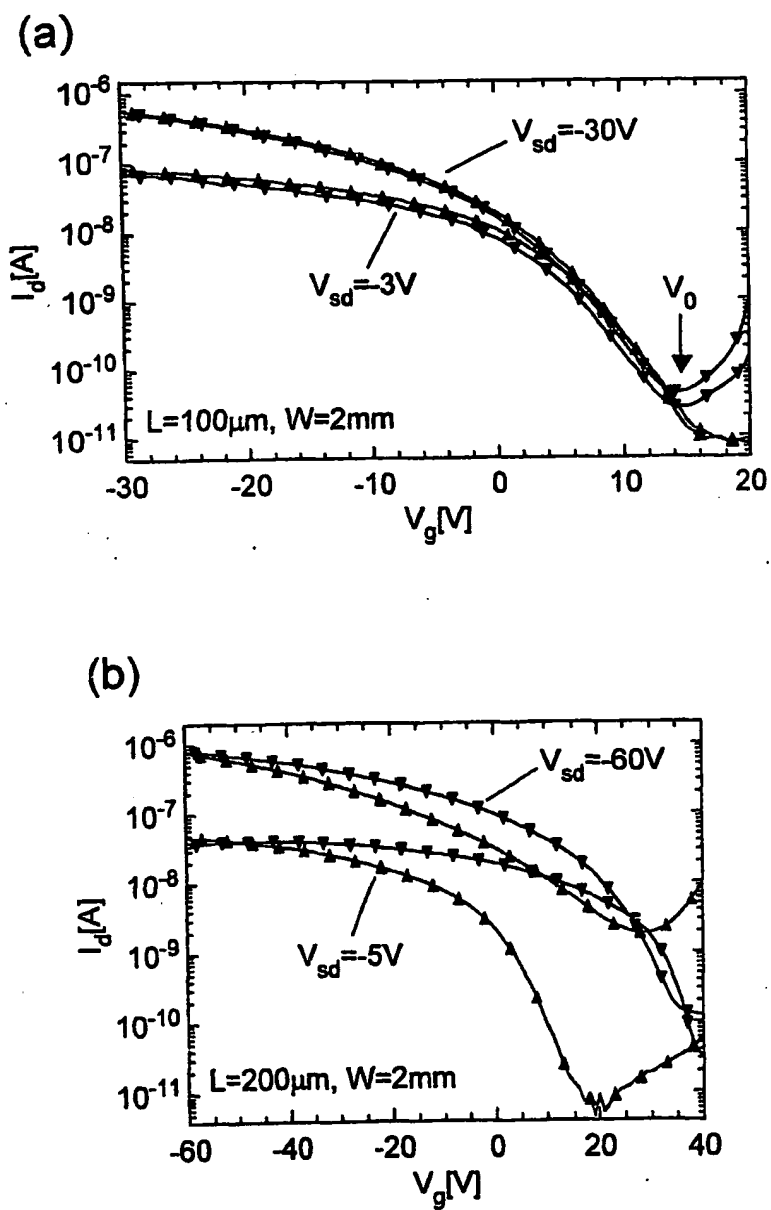 (a)
10^-6
10^-7
10^-8
10^-9
10^-10
10^-11
I_d[A]
V_sd=-30V
V_sd=-3V
V_0
L=100μm, W=2mm
-30 -20 -10 0 10 20
V_g[V]
(b)
10^-6
10^-7
10^-8
10^-9
10^-10
10^-11
I_d[A]
V_sd=-60V
V_sd=-5V
L=200μm, W=2mm
-60 -40 -20 0 20 40
V_g[V]